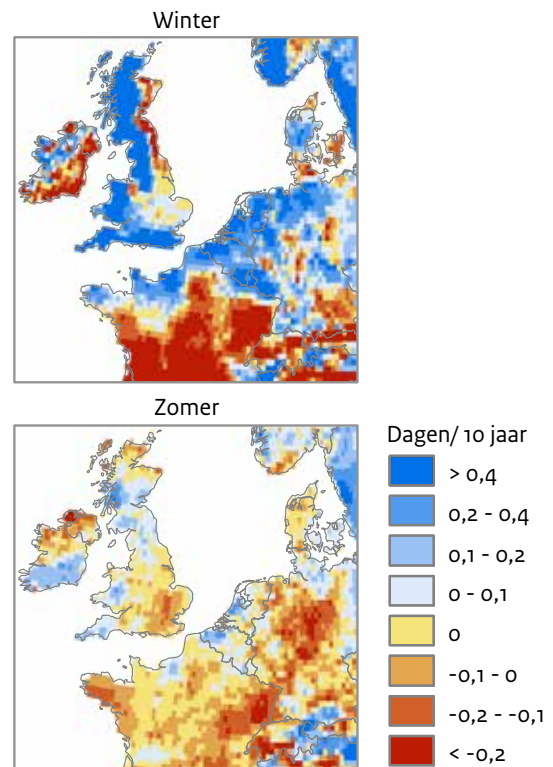 Winter
Zomer
Dagen/ 10 jaar
> 0,4
0,2 - 0,4
0,1 - 0,2
0 - 0,1
0
-0,1 - 0
-0,2 - -0,1
< -0,2